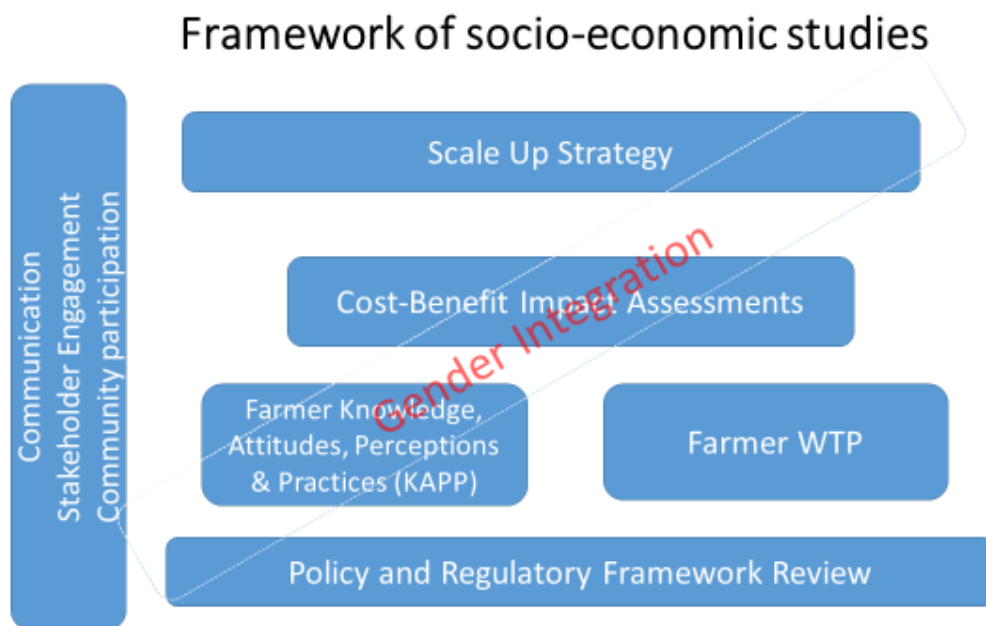 Framework of socio-economic studies
Communication
Stakeholder Engagement
Community participation
Scale Up Strategy
Cost-Benefit Impact Assessments
Gender Integration
Farmer Knowledge,
Attitudes, Perceptions
& Practices (KAPP)
Farmer WTP
Policy and Regulatory Framework Review